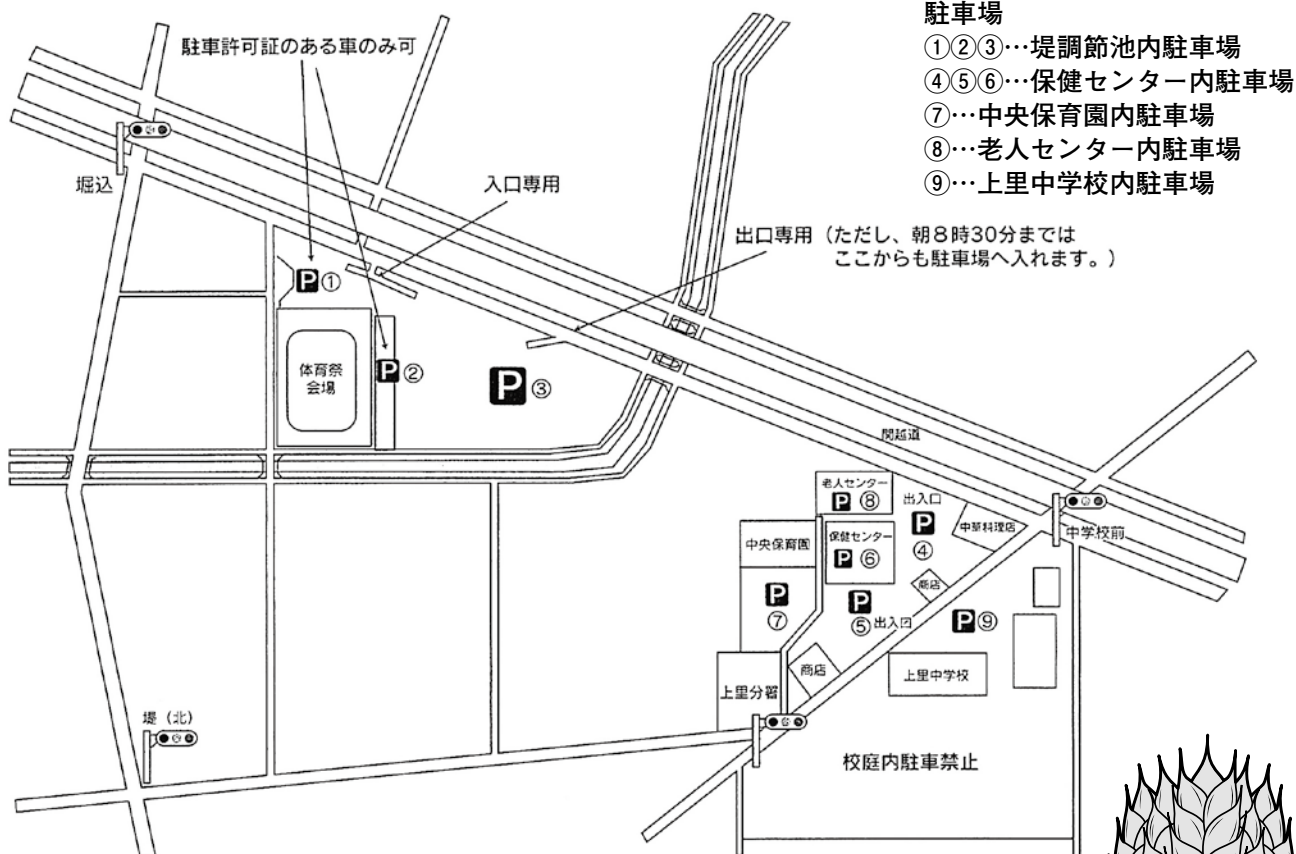 駐車場
①②③…堤調節池内駐車場
④⑤⑥…保健センター内駐車場
⑦…中央保育園内駐車場
⑧…老人センター内駐車場
⑨…上里中学校内駐車場
駐車許可証のある車のみ可
堀込
入口専用
出口専用（ただし、朝８時30分までは
ここからも駐車場へ入れます。）
P①
体育祭
会場
P②
P③
関越道
老人センター
P⑧
出入口
P
④
中華料理店
中学校前
中央保育園
保健センター
P⑥
商店
P
⑦
P
⑤
出入口
P⑨
商店
上里中学校
上里分署
堤（北）
校庭内駐車禁止